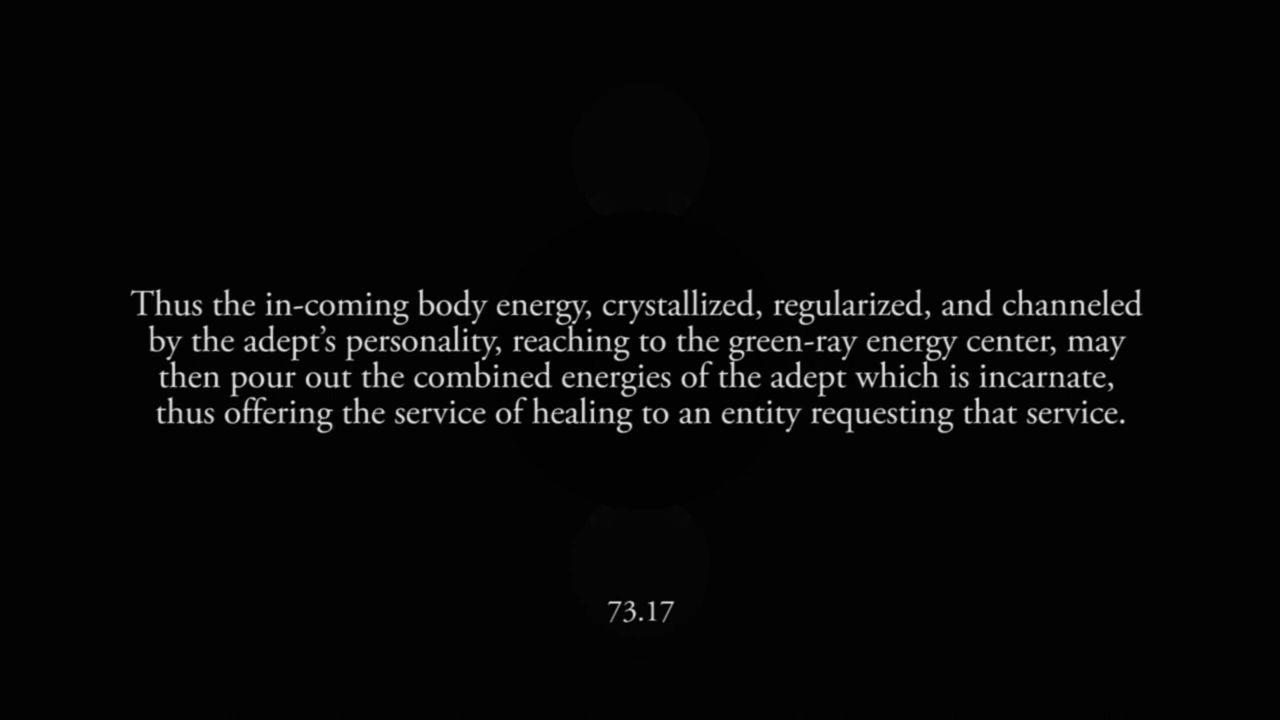 Thus the in-coming body energy, crystallized, regularized, and channeled
by the adept’s personality, reaching to the green-ray energy center, may
then pour out the combined energies of the adept which is incarnate,
thus offering the service of healing to an entity requesting that service.
73.17